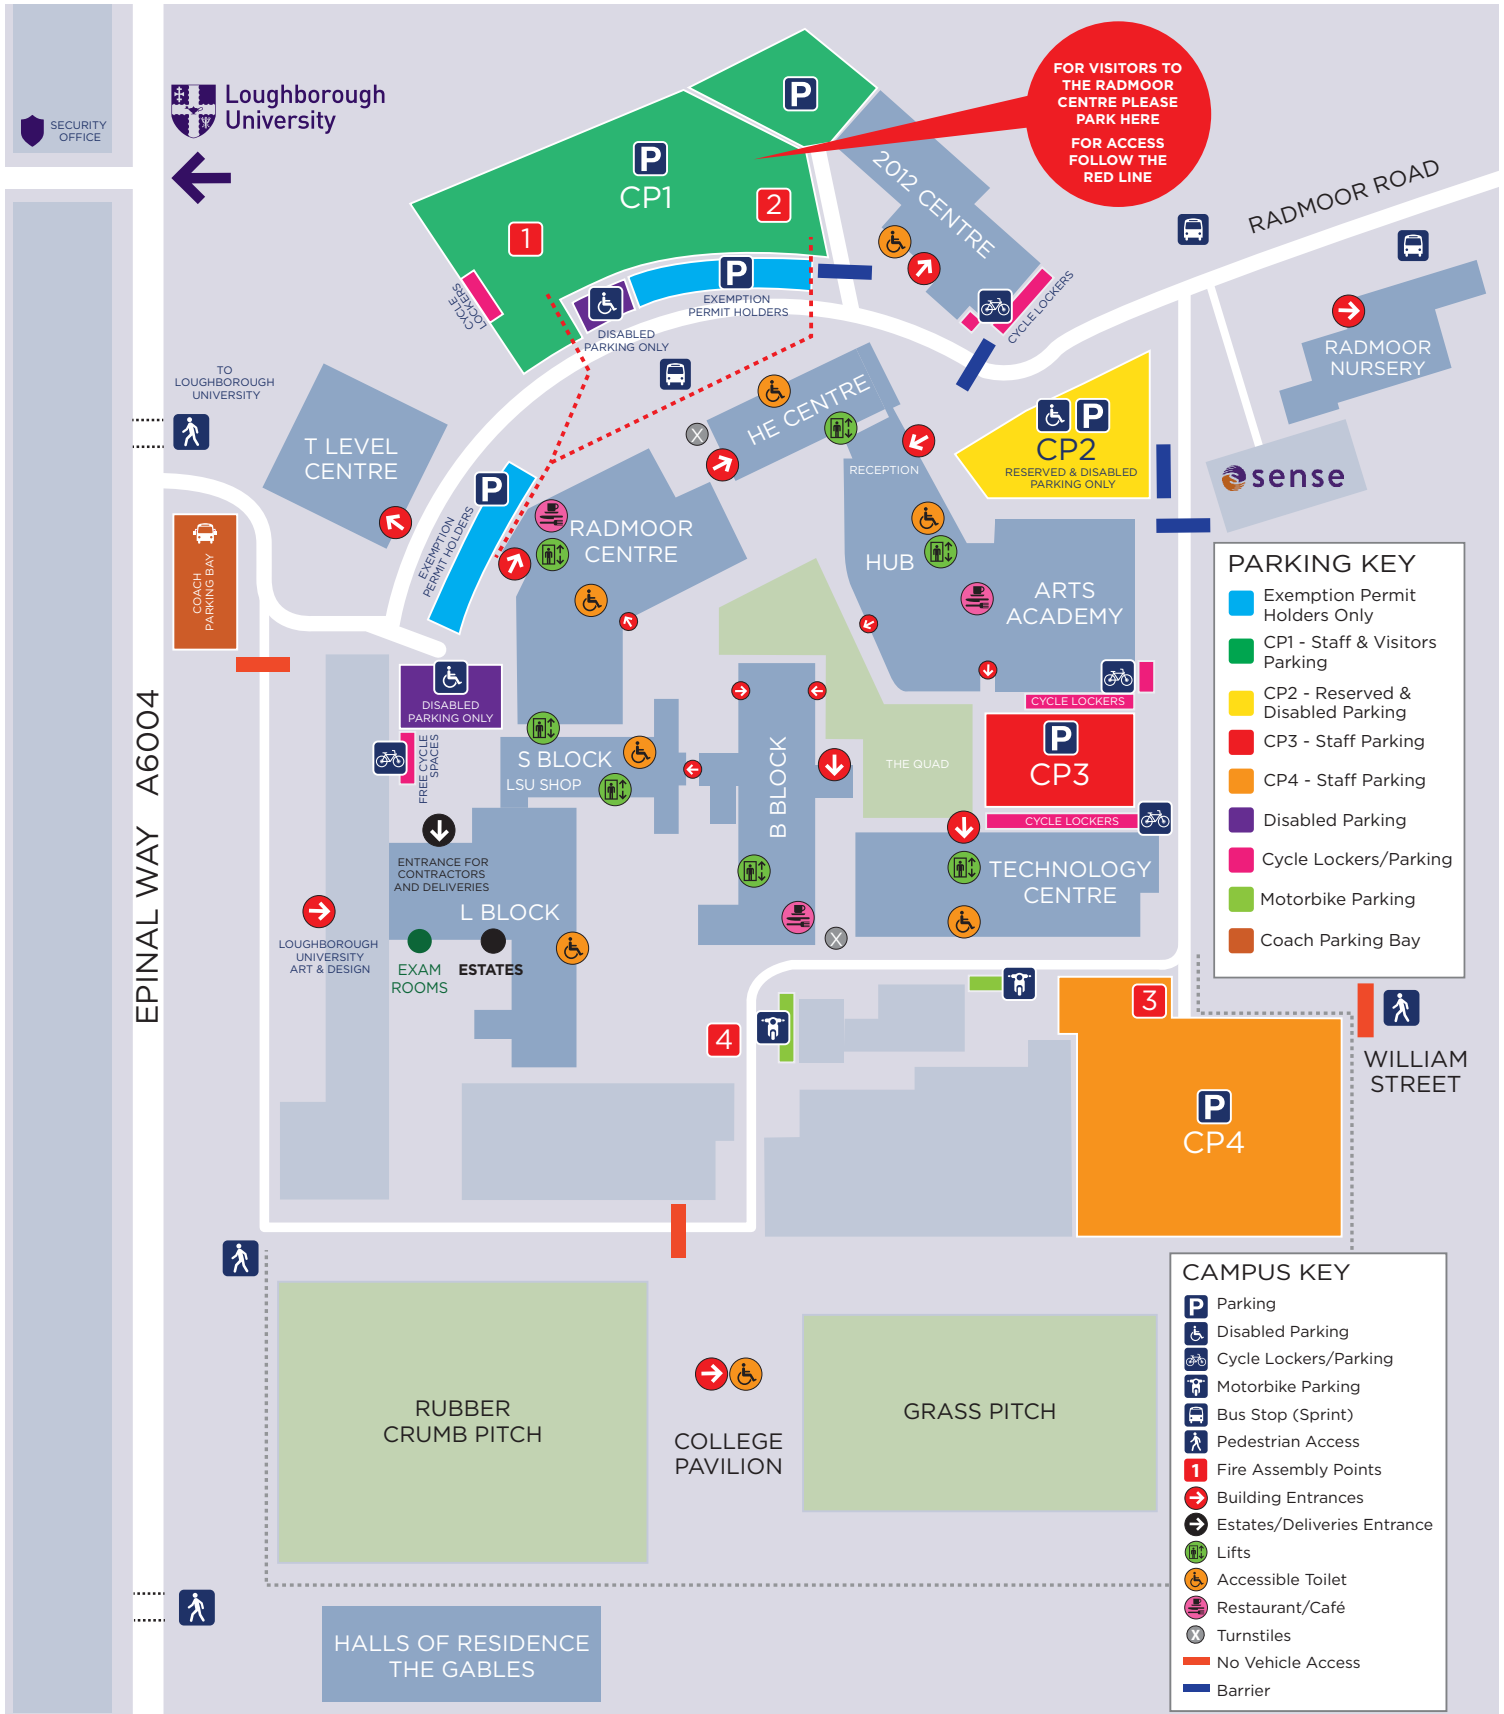 SECURITY
OFFICE
Loughborough
University
FOR VISITORS TO
THE RADMOOR
CENTRE PLEASE
PARK HERE
FOR ACCESS
FOLLOW THE
RED LINE
P
P
CP1
1
2
2012 CENTRE
RADMOOR ROAD
CYCLE
LOCKERS
P
EXEMPTION
PERMIT HOLDERS
DISABLED
PARKING ONLY
CYCLE LOCKERS
RADMOOR
NURSERY
TO
LOUGHBOROUGH
UNIVERSITY
T LEVEL
CENTRE
HE CENTRE
X
RECEPTION
P
CP2
RESERVED & DISABLED
PARKING ONLY
sense
P
EXEMPTION
PERMIT HOLDERS
COACH
PARKING BAY
RADMOOR
CENTRE
HUB
ARTS
ACADEMY
PARKING KEY
Exemption Permit
Holders Only
CP1 - Staff & Visitors
Parking
CP2 - Reserved &
Disabled Parking
CP3 - Staff Parking
CP4 - Staff Parking
Disabled Parking
Cycle Lockers/Parking
Motorbike Parking
Coach Parking Bay
EPINAL WAY A6004
DISABLED
PARKING ONLY
FREE CYCLE
SPACES
CYCLE LOCKERS
P
CP3
CYCLE LOCKERS
S BLOCK
LSU SHOP
B BLOCK
THE QUAD
ENTRANCE FOR
CONTRACTORS
AND DELIVERIES
L BLOCK
TECHNOLOGY
CENTRE
LOUGHBOROUGH
UNIVERSITY
ART & DESIGN
EXAM
ROOMS
ESTATES
X
3
4
WILLIAM
STREET
P
CP4
RUBBER
CRUMB PITCH
COLLEGE
PAVILION
GRASS PITCH
HALLS OF RESIDENCE
THE GABLES
CAMPUS KEY
P Parking
Disabled Parking
Cycle Lockers/Parking
Motorbike Parking
Bus Stop (Sprint)
Pedestrian Access
1 Fire Assembly Points
Building Entrances
Estates/Deliveries Entrance
Lifts
Accessible Toilet
Restaurant/Café
X Turnstiles
No Vehicle Access
Barrier